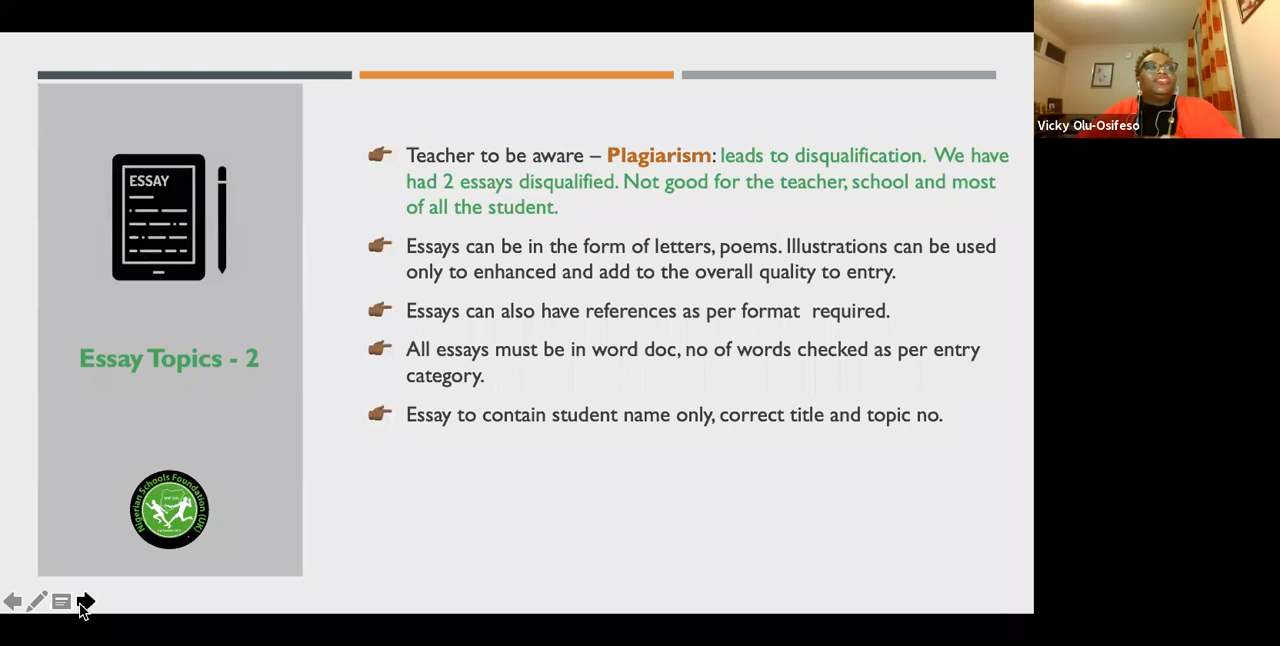 ESSAY
Essay Topics - 2
Nigerian Schools Foundation (UK)
Teacher to be aware – Plagiarism: leads to disqualification. We have
had 2 essays disqualified. Not good for the teacher, school and most
of all the student.
Essays can be in the form of letters, poems. Illustrations can be used
only to enhanced and add to the overall quality to entry.
Essays can also have references as per format required.
All essays must be in word doc, no of words checked as per entry
category.
Essay to contain student name only, correct title and topic no.
Vicky Olu-Osifeso